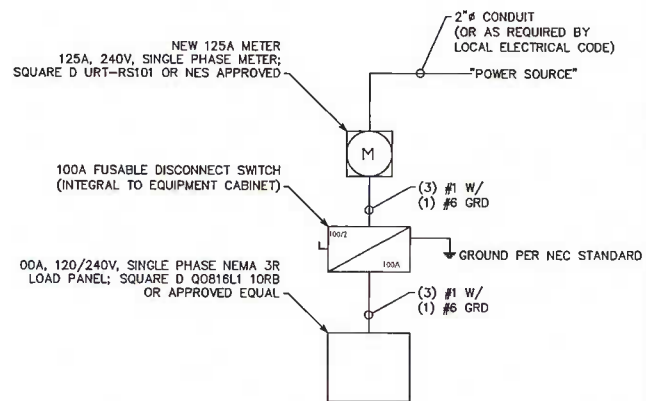 2"ø CONDUIT
(OR AS REQUIRED BY
LOCAL ELECTRICAL CODE)
"POWER SOURCE"
NEW 125A METER
125A, 240V, SINGLE PHASE METER;
SQUARE D URT-RS101 OR NES APPROVED
M
100A FUSABLE DISCONNECT SWITCH
(INTEGRAL TO EQUIPMENT CABINET)
(3) #1 W/
(1) #6 GRD
100/2
100A
GROUND PER NEC STANDARD
00A, 120/240V, SINGLE PHASE NEMA 3R
LOAD PANEL; SQUARE D QO816L1 10RB
OR APPROVED EQUAL
(3) #1 W/
(1) #6 GRD